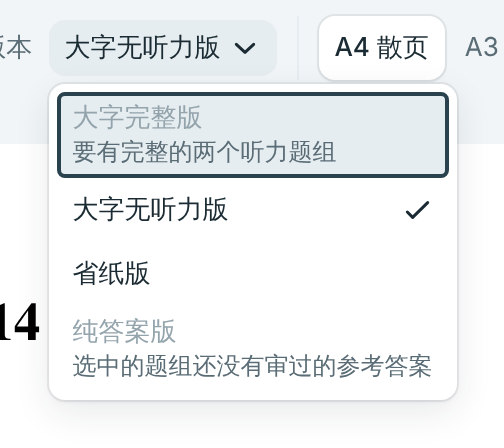 版本 大字无听力版 A4 散页 A3
大字完整版
要有完整的两个听力题组
大字无听力版
省纸版
14
纯答案版
选中的题组还没有审过的参考答案